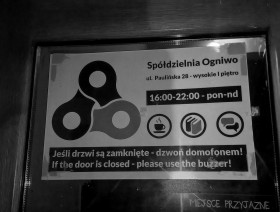 Spółdzielnia Ogniwo
ul. Paulińska 28 - wysokie I piętro
16:00-22:00 - pon-nd
Jeśli drzwi są zamknięte - dzwoń domofonem!
If the door is closed - please use the buzzer!
MIEJSCE PRZYJAZNE